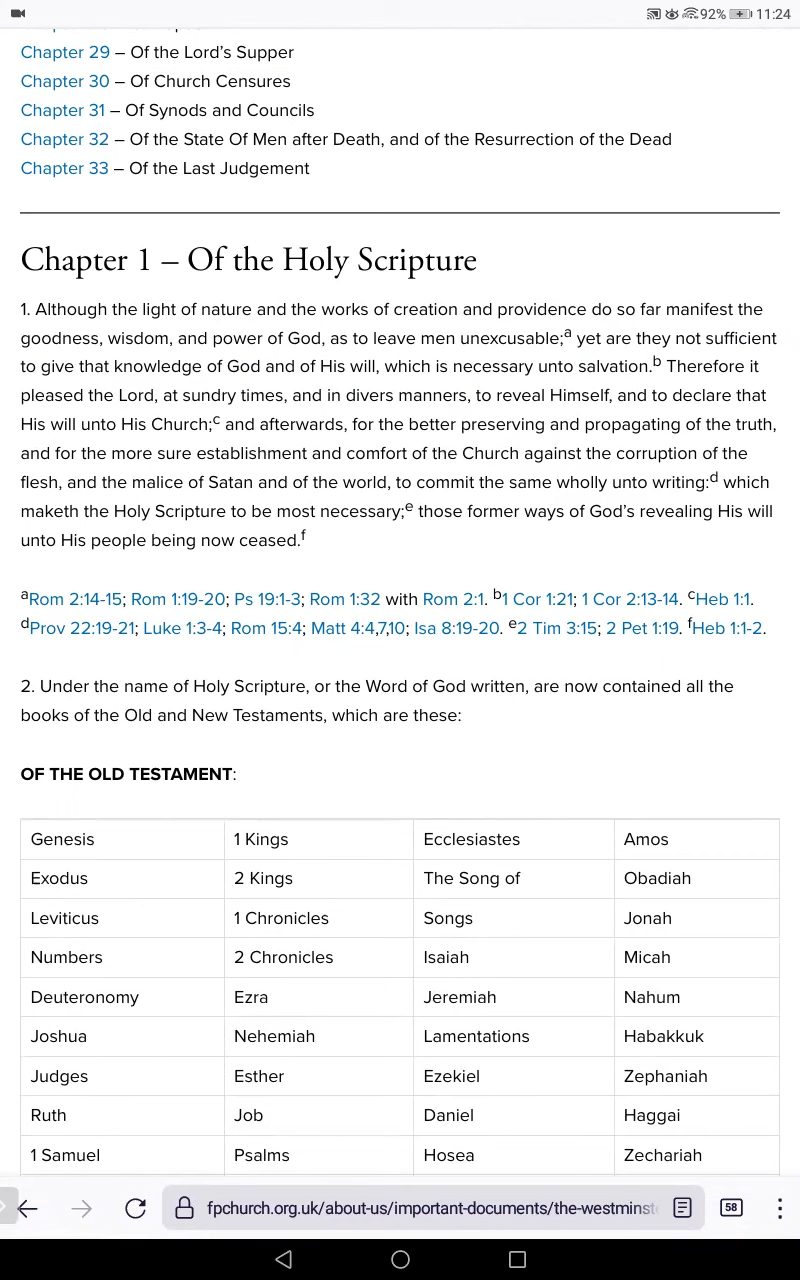 92% 11:24
Chapter 29 – Of the Lord’s Supper
Chapter 30 – Of Church Censures
Chapter 31 – Of Synods and Councils
Chapter 32 – Of the State Of Men after Death, and of the Resurrection of the Dead
Chapter 33 – Of the Last Judgement
Chapter 1 – Of the Holy Scripture
1. Although the light of nature and the works of creation and providence do so far manifest the
goodness, wisdom, and power of God, as to leave men unexcusable;a yet are they not sufficient
to give that knowledge of God and of His will, which is necessary unto salvation.b Therefore it
pleased the Lord, at sundry times, and in divers manners, to reveal Himself, and to declare that
His will unto His Church;c and afterwards, for the better preserving and propagating of the truth,
and for the more sure establishment and comfort of the Church against the corruption of the
flesh, and the malice of Satan and of the world, to commit the same wholly unto writing:d which
maketh the Holy Scripture to be most necessary;e those former ways of God’s revealing His will
unto His people being now ceased.f
aRom 2:14-15; Rom 1:19-20; Ps 19:1-3; Rom 1:32 with Rom 2:1. b1 Cor 1:21; 1 Cor 2:13-14. cHeb 1:1.
dProv 22:19-21; Luke 1:3-4; Rom 15:4; Matt 4:4,7,10; Isa 8:19-20. e2 Tim 3:15; 2 Pet 1:19. fHeb 1:1-2.
2. Under the name of Holy Scripture, or the Word of God written, are now contained all the
books of the Old and New Testaments, which are these:
OF THE OLD TESTAMENT:
Genesis 1 Kings Ecclesiastes Amos
Exodus 2 Kings The Song of Obadiah
Leviticus 1 Chronicles Songs Jonah
Numbers 2 Chronicles Isaiah Micah
Deuteronomy Ezra Jeremiah Nahum
Joshua Nehemiah Lamentations Habakkuk
Judges Esther Ezekiel Zephaniah
Ruth Job Daniel Haggai
1 Samuel Psalms Hosea Zechariah
fpchurch.org.uk/about-us/important-documents/the-westminst 58